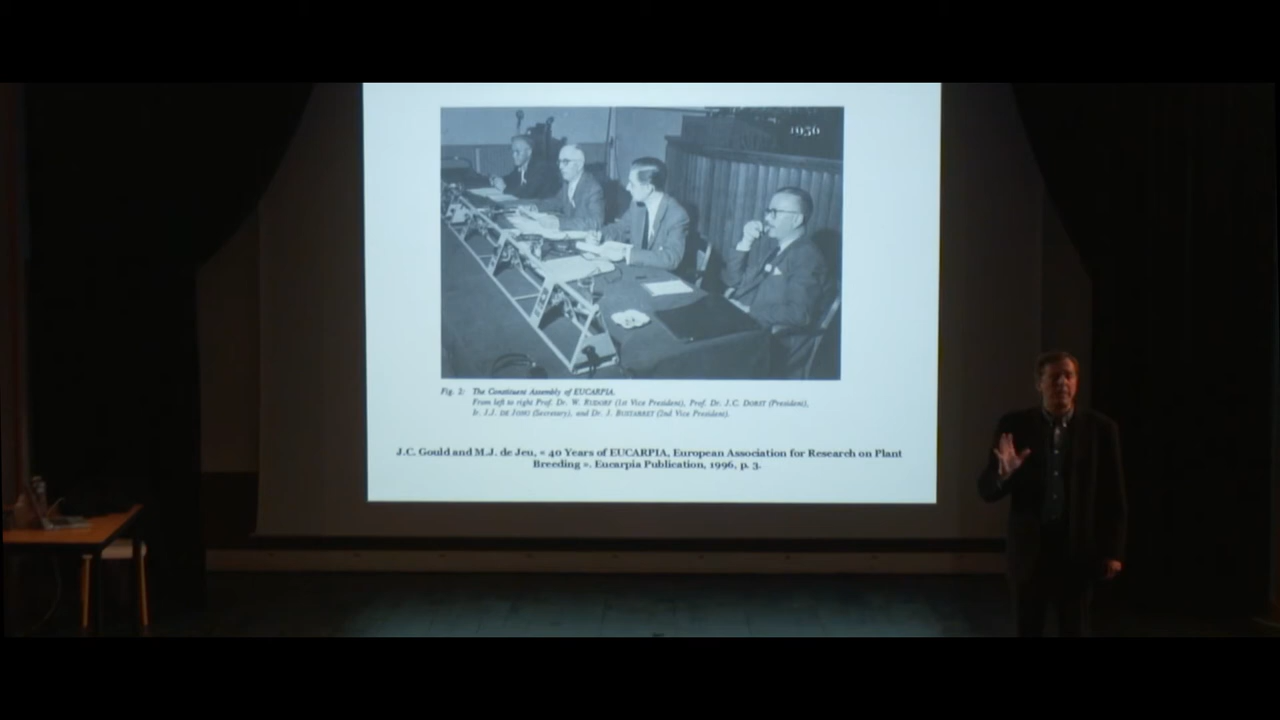 1956
Fig. 2: The Constituent Assembly of EUCARPIA.
From left to right Prof. Dr. W. RUDORF (1st Vice President), Prof. Dr. J.C. DORST (President),
Ir. J.J. DE JONG (Secretary), and Dr. J. BUSTARRET (2nd Vice President).
J.C. Gould and M.J. de Jeu, « 40 Years of EUCARPIA, European Association for Research on Plant
Breeding ». Eucarpia Publication, 1996, p. 3.